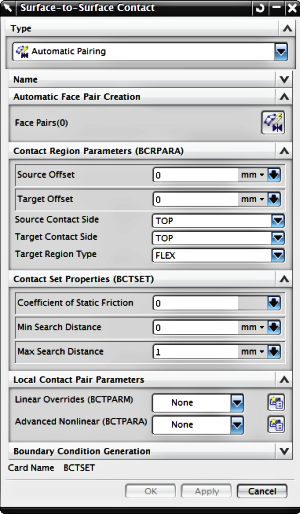 Surface-to-Surface Contact
Type
Automatic Pairing
Name
Automatic Face Pair Creation
Face Pairs(0)
Contact Region Parameters (BCRPARA)
Source Offset 0 mm
Target Offset 0 mm
Source Contact Side TOP
Target Contact Side TOP
Target Region Type FLEX
Contact Set Properties (BCTSET)
Coefficient of Static Friction 0
Min Search Distance 0 mm
Max Search Distance 1 mm
Local Contact Pair Parameters
Linear Overrides (BCTPARM) None
Advanced Nonlinear (BCTPARA) None
Boundary Condition Generation
Card Name BCTSET
OK Apply Cancel